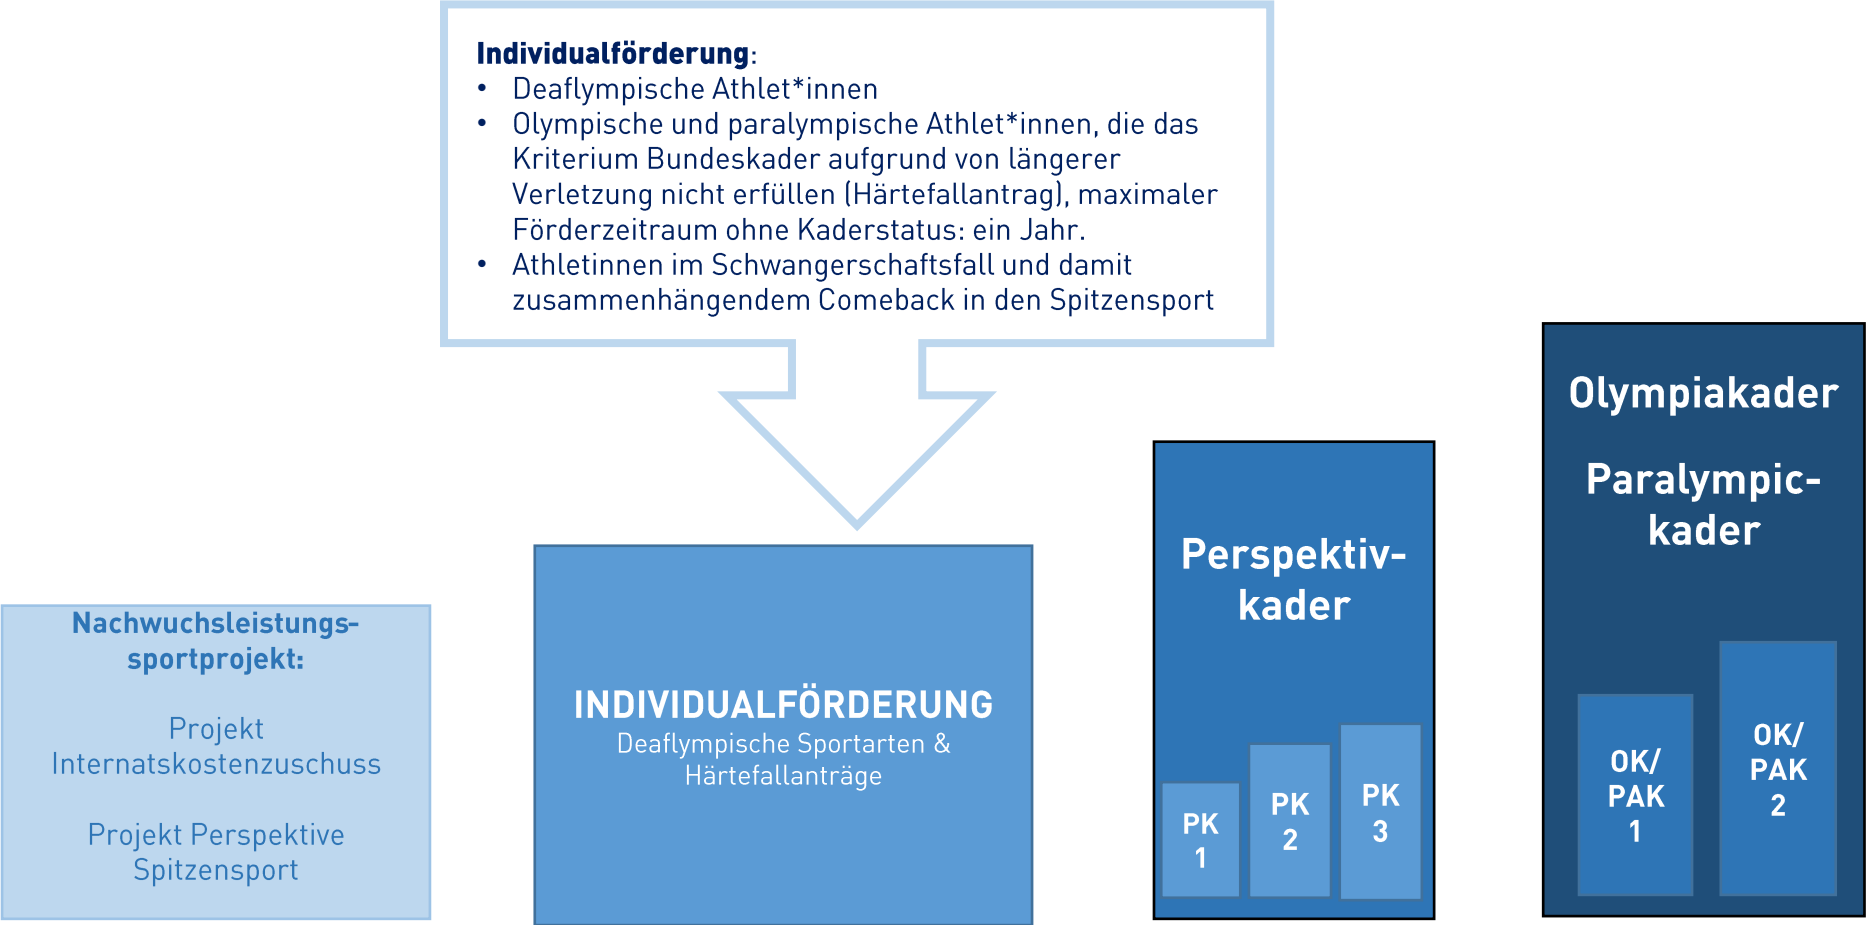 Individualförderung:
• Deaflympische Athlet*innen
• Olympische und paralympische Athlet*innen, die das
Kriterium Bundeskader aufgrund von längerer
Verletzung nicht erfüllen (Härtefallantrag), maximaler
Förderzeitraum ohne Kaderstatus: ein Jahr.
• Athletinnen im Schwangerschaftsfall und damit
zusammenhängendem Comeback in den Spitzensport
Nachwuchsleistungs-
sportprojekt:
Projekt
Internatskostenzuschuss
Projekt Perspektive
Spitzensport
INDIVIDUALFÖRDERUNG
Deaflympische Sportarten &
Härtefallanträge
Perspektiv-
kader
PK
1
PK
2
PK
3
Olympiakader
Paralympic-
kader
OK/
PAK
1
OK/
PAK
2